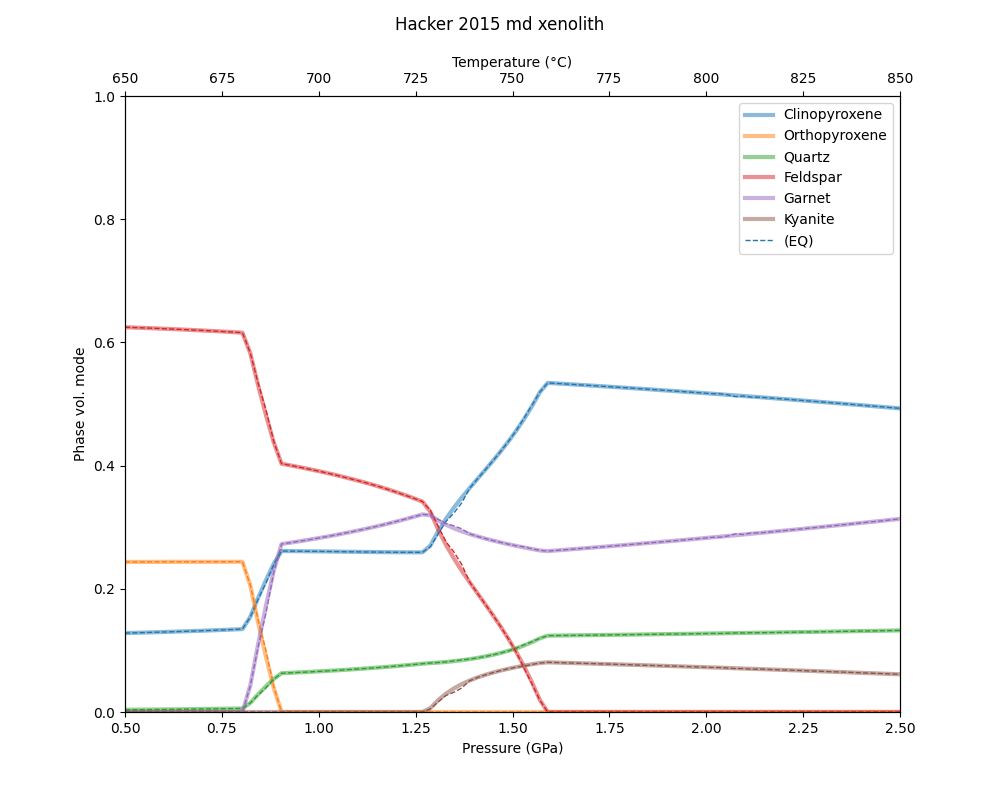 Hacker 2015 md xenolith
Temperature (°C)
650 675 700 725 750 775 800 825 850
1.0
0.8
0.6
0.4
0.2
0.0
Phase vol. mode
Clinopyroxene
Orthopyroxene
Quartz
Feldspar
Garnet
Kyanite
(EQ)
0.50 0.75 1.00 1.25 1.50 1.75 2.00 2.25 2.50
Pressure (GPa)